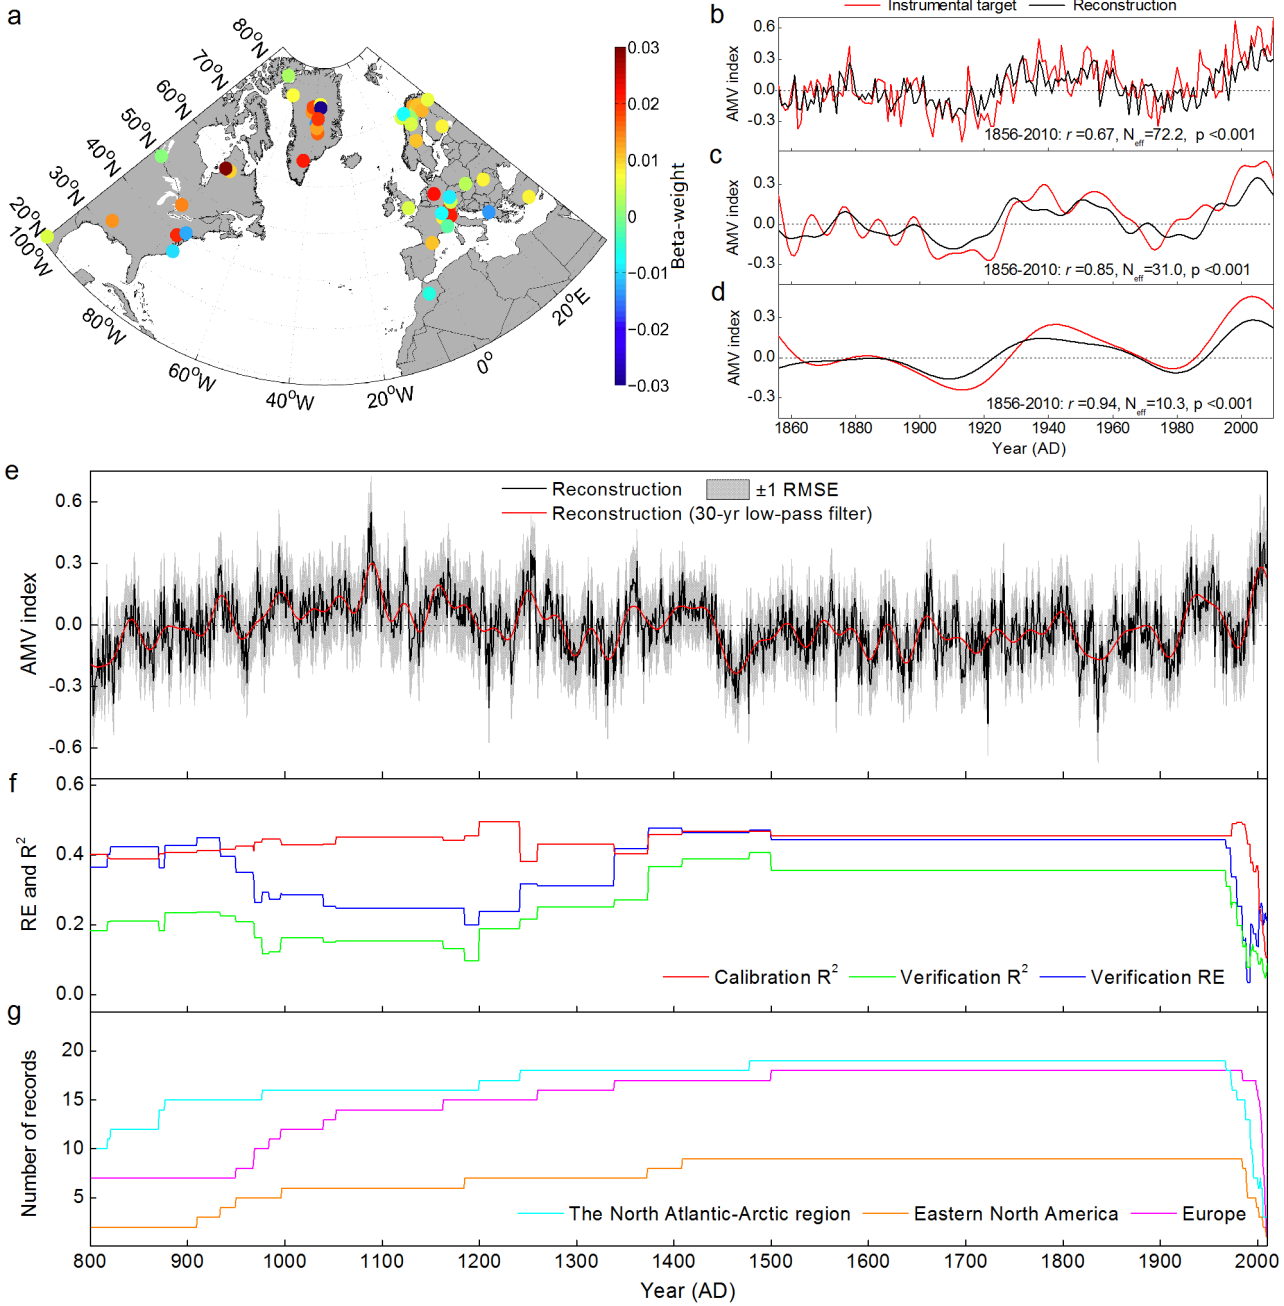 a
80°N
70°N
60°N
50°N
40°N
30°N
20°N
100°W
80°W
60°W
40°W
20°W
0°
20°E
0.03
0.02
0.01
0
−0.01
−0.02
−0.03
Beta-weight
b
Instrumental target
Reconstruction
AMV index
0.6
0.3
0.0
-0.3
1856-2010: r =0.67, Neff=72.2, p <0.001
c
AMV index
0.3
0.0
-0.3
1856-2010: r =0.85, Neff=31.0, p <0.001
d
AMV index
0.3
0.0
-0.3
1856-2010: r =0.94, Neff=10.3, p <0.001
1860 1880 1900 1920 1940 1960 1980 2000
Year (AD)
e
AMV index
0.6
0.3
0.0
-0.3
-0.6
Reconstruction ±1 RMSE
Reconstruction (30-yr low-pass filter)
f
RE and R²
0.6
0.4
0.2
0.0
Calibration R² Verification R² Verification RE
g
Number of records
20
15
10
5
The North Atlantic-Arctic region Eastern North America Europe
800 900 1000 1100 1200 1300 1400 1500 1600 1700 1800 1900 2000
Year (AD)